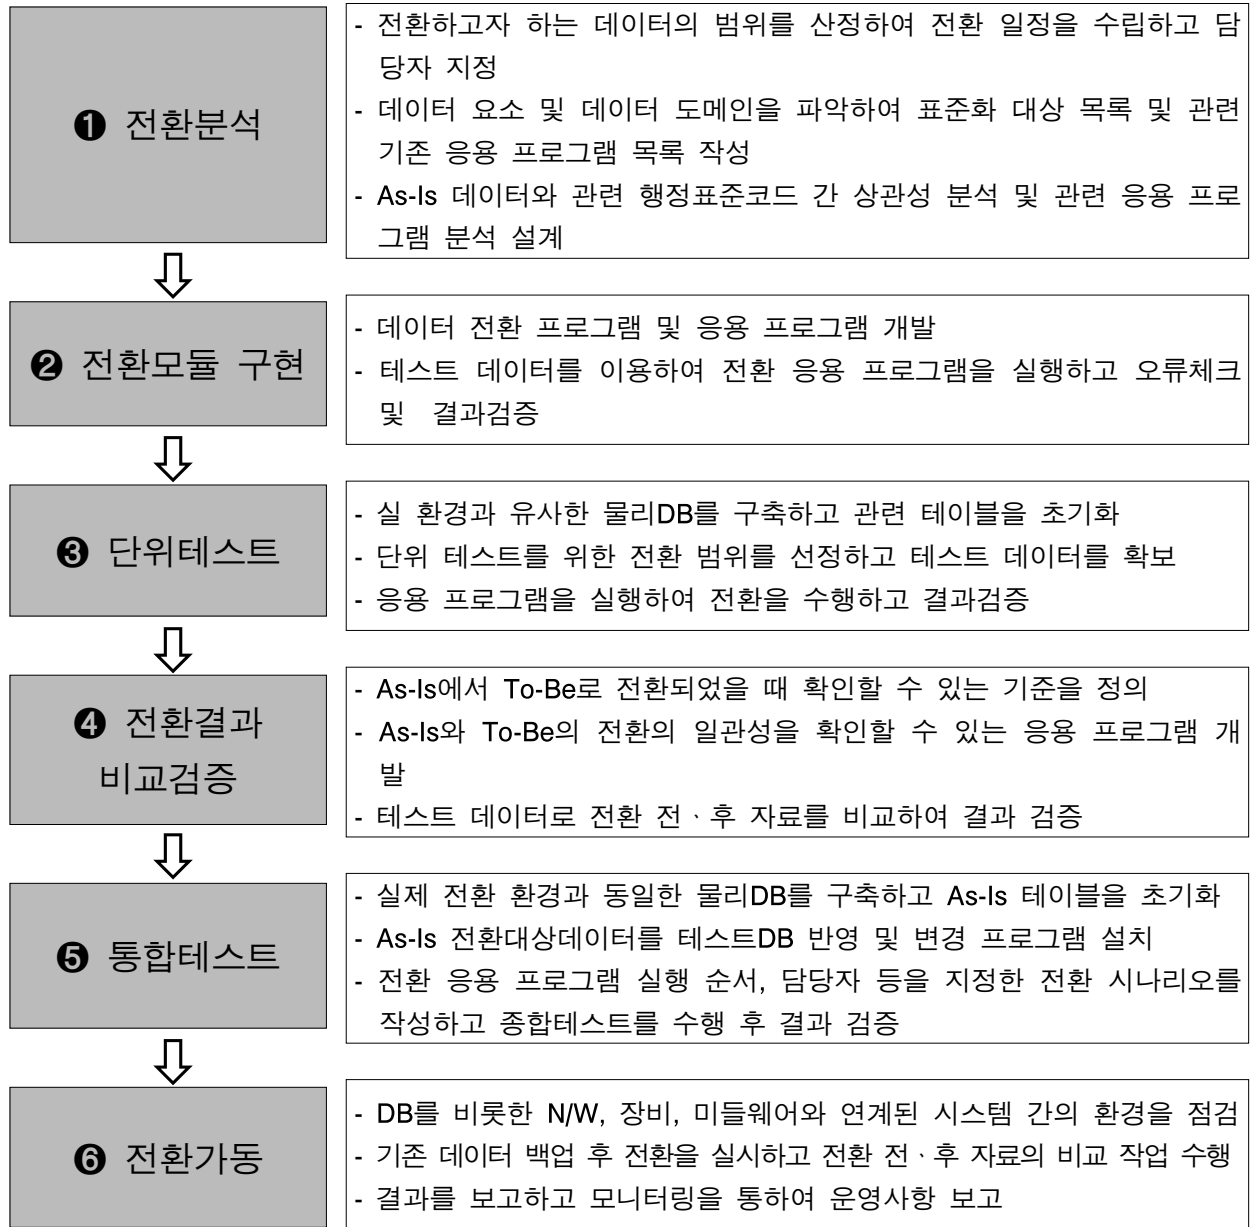 ❶ 전환분석
- 전환하고자 하는 데이터의 범위를 산정하여 전환 일정을 수립하고 담
당자 지정
- 데이터 요소 및 데이터 도메인을 파악하여 표준화 대상 목록 및 관련
기존 응용 프로그램 목록 작성
- As-Is 데이터와 관련 행정표준코드 간 상관성 분석 및 관련 응용 프로
그램 분석 설계
❷ 전환모듈 구현
- 데이터 전환 프로그램 및 응용 프로그램 개발
- 테스트 데이터를 이용하여 전환 응용 프로그램을 실행하고 오류체크
및 결과검증
❸ 단위테스트
- 실 환경과 유사한 물리DB를 구축하고 관련 테이블을 초기화
- 단위 테스트를 위한 전환 범위를 선정하고 테스트 데이터를 확보
- 응용 프로그램을 실행하여 전환을 수행하고 결과검증
❹ 전환결과
비교검증
- As-Is에서 To-Be로 전환되었을 때 확인할 수 있는 기준을 정의
- As-Is와 To-Be의 전환의 일관성을 확인할 수 있는 응용 프로그램 개
발
- 테스트 데이터로 전환 전ㆍ후 자료를 비교하여 결과 검증
❺ 통합테스트
- 실제 전환 환경과 동일한 물리DB를 구축하고 As-Is 테이블을 초기화
- As-Is 전환대상데이터를 테스트DB 반영 및 변경 프로그램 설치
- 전환 응용 프로그램 실행 순서, 담당자 등을 지정한 전환 시나리오를
작성하고 종합테스트를 수행 후 결과 검증
❻ 전환가동
- DB를 비롯한 N/W, 장비, 미들웨어와 연계된 시스템 간의 환경을 점검
- 기존 데이터 백업 후 전환을 실시하고 전환 전ㆍ후 자료의 비교 작업 수행
- 결과를 보고하고 모니터링을 통하여 운영사항 보고